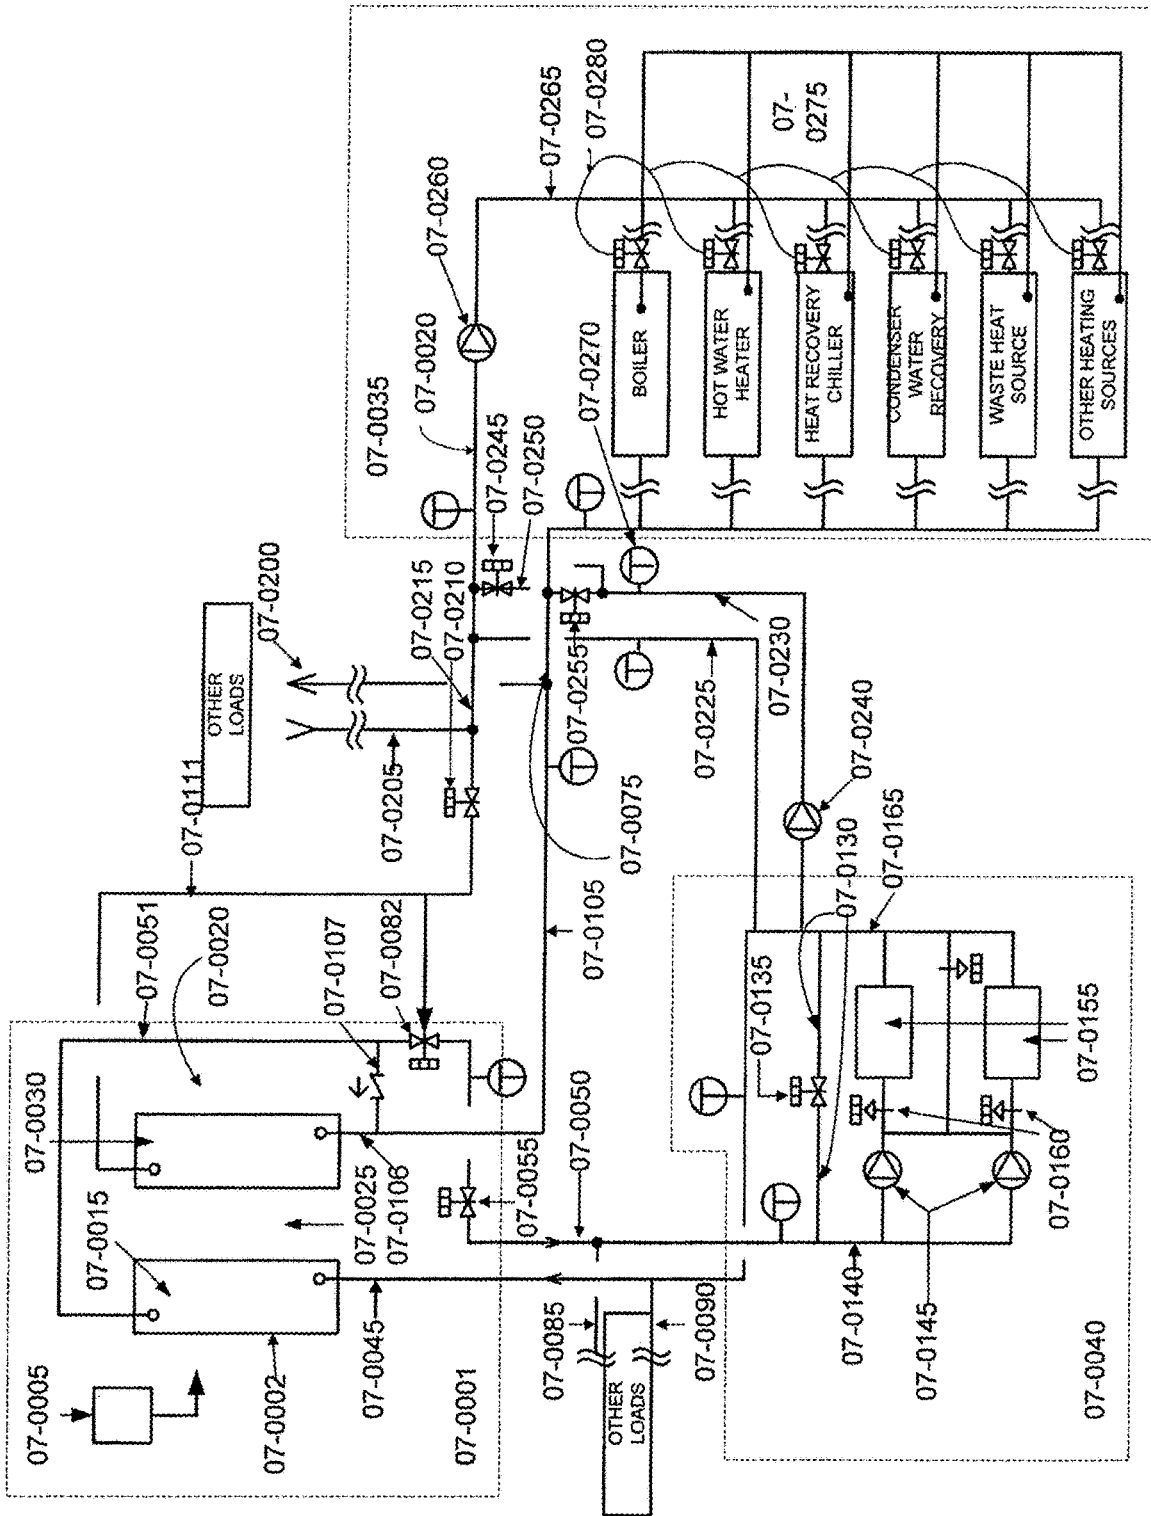 07-0005
07-0015
07-0030
07-0002
07-0045
07-0001
07-0025
07-0106
07-0051
07-0020
07-0107
07-0082
07-0111
07-0055
07-0050
07-0085
07-0090
OTHER
LOADS
07-0105
07-0075
07-0205
07-0200
OTHER
LOADS
07-0215
07-0210
07-0255
07-0225
07-0230
07-0240
07-0245
07-0250
07-0270
07-0035
07-0020
07-0260
07-0265
07-0280
07-
0275
BOILER
HOT WATER
HEATER
HEAT RECOVERY
CHILLER
CONDENSER
WATER
RECOVERY
WASTE HEAT
SOURCE
OTHER HEATING
SOURCES
07-0135
07-0130
07-0165
07-0155
07-0160
07-0140
07-0145
07-0040
T
T
T
T
T
T
T
T